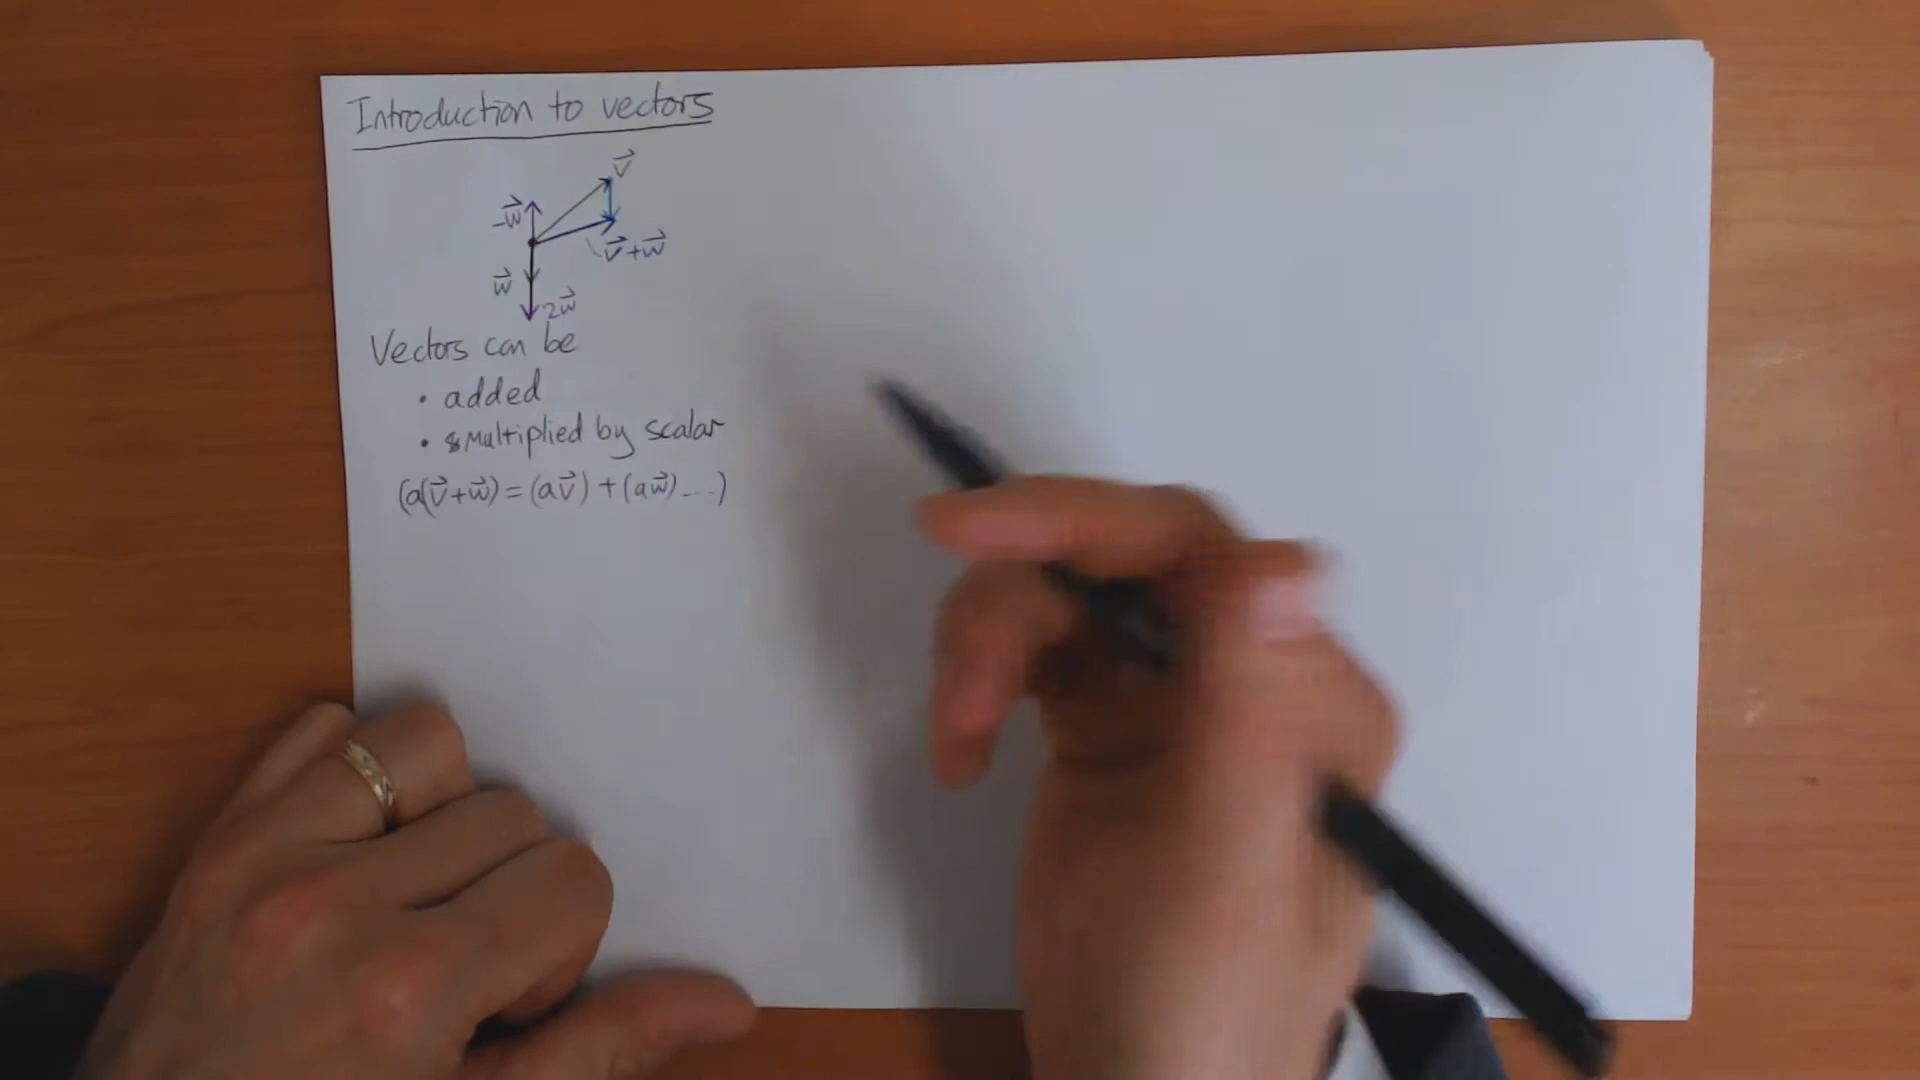 Introduction to vectors
v⃗
-w⃗
v⃗+w⃗
w⃗
2w⃗
Vectors can be
• added
• multiplied by scalar
(a(v⃗+w⃗) = (av⃗) + (aw⃗)...)